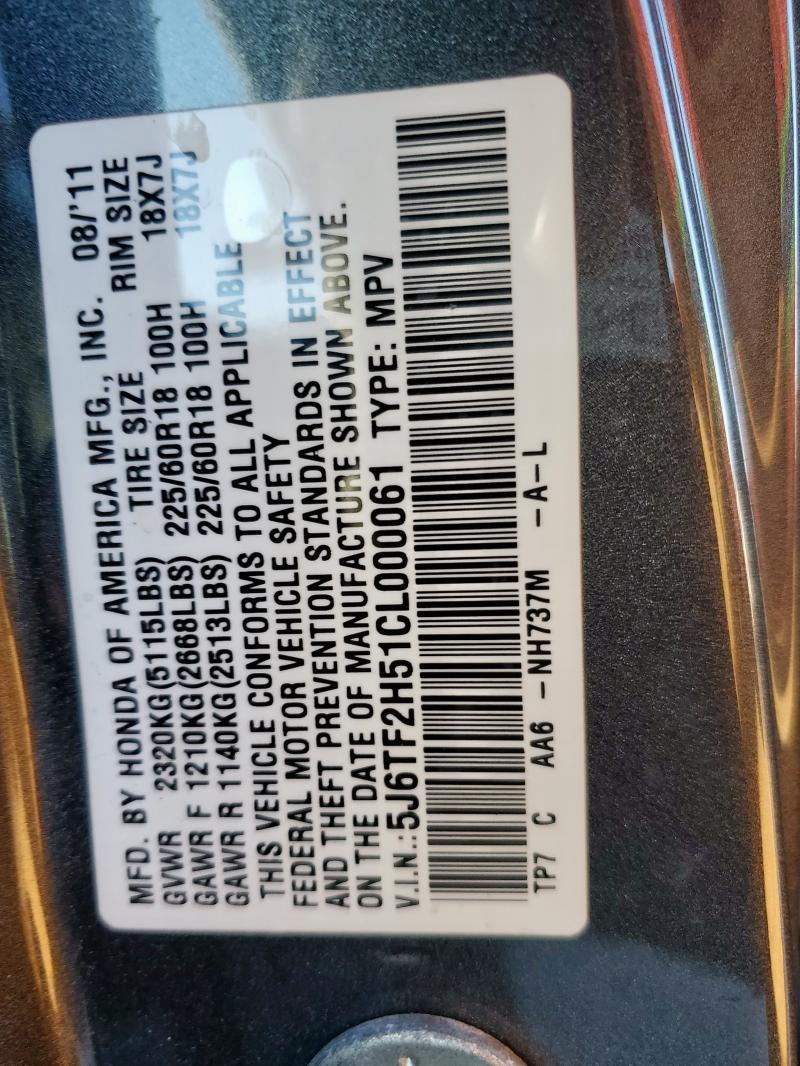 MFD. BY HONDA OF AMERICA MFG., INC. 08/'11
GVWR 2320KG(5115LBS) TIRE SIZE RIM SIZE
GAWR F 1210KG(2668LBS) 225/60R18 100H 18X7J
GAWR R 1140KG(2513LBS) 225/60R18 100H 18X7J
THIS VEHICLE CONFORMS TO ALL APPLICABLE
FEDERAL MOTOR VEHICLE SAFETY
AND THEFT PREVENTION STANDARDS IN EFFECT
ON THE DATE OF MANUFACTURE SHOWN ABOVE.
V.I.N.:5J6TF2H51CL000061 TYPE: MPV
TP7 C AA6 -NH737M -A-L